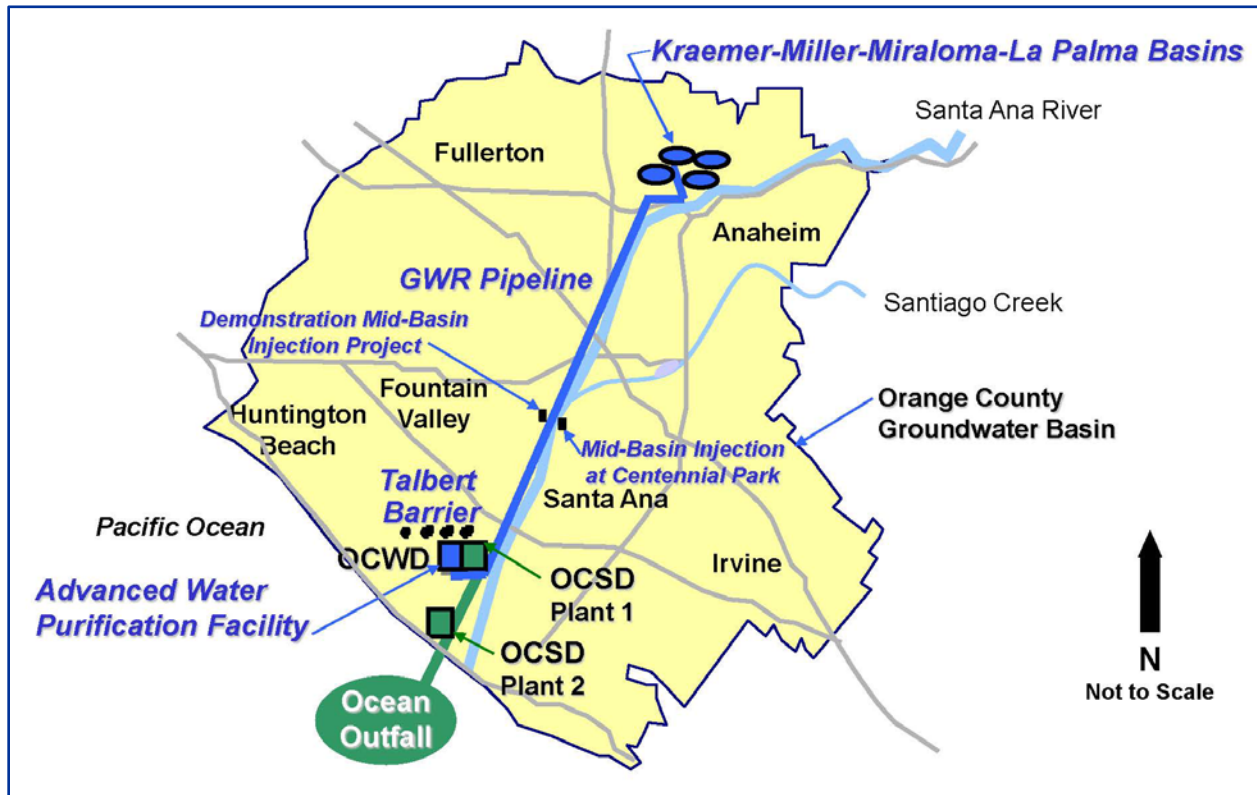 Kraemer-Miller-Miraloma-La Palma Basins
Santa Ana River
Fullerton
Anaheim
GWR Pipeline
Santiago Creek
Demonstration Mid-Basin
Injection Project
Fountain
Valley
Orange County
Groundwater Basin
Huntington
Beach
Mid-Basin Injection
at Centennial Park
Talbert
Barrier
Santa Ana
Pacific Ocean
OCWD
Irvine
OCSD
Plant 1
Advanced Water
Purification Facility
OCSD
Plant 2
N
Not to Scale
Ocean
Outfall